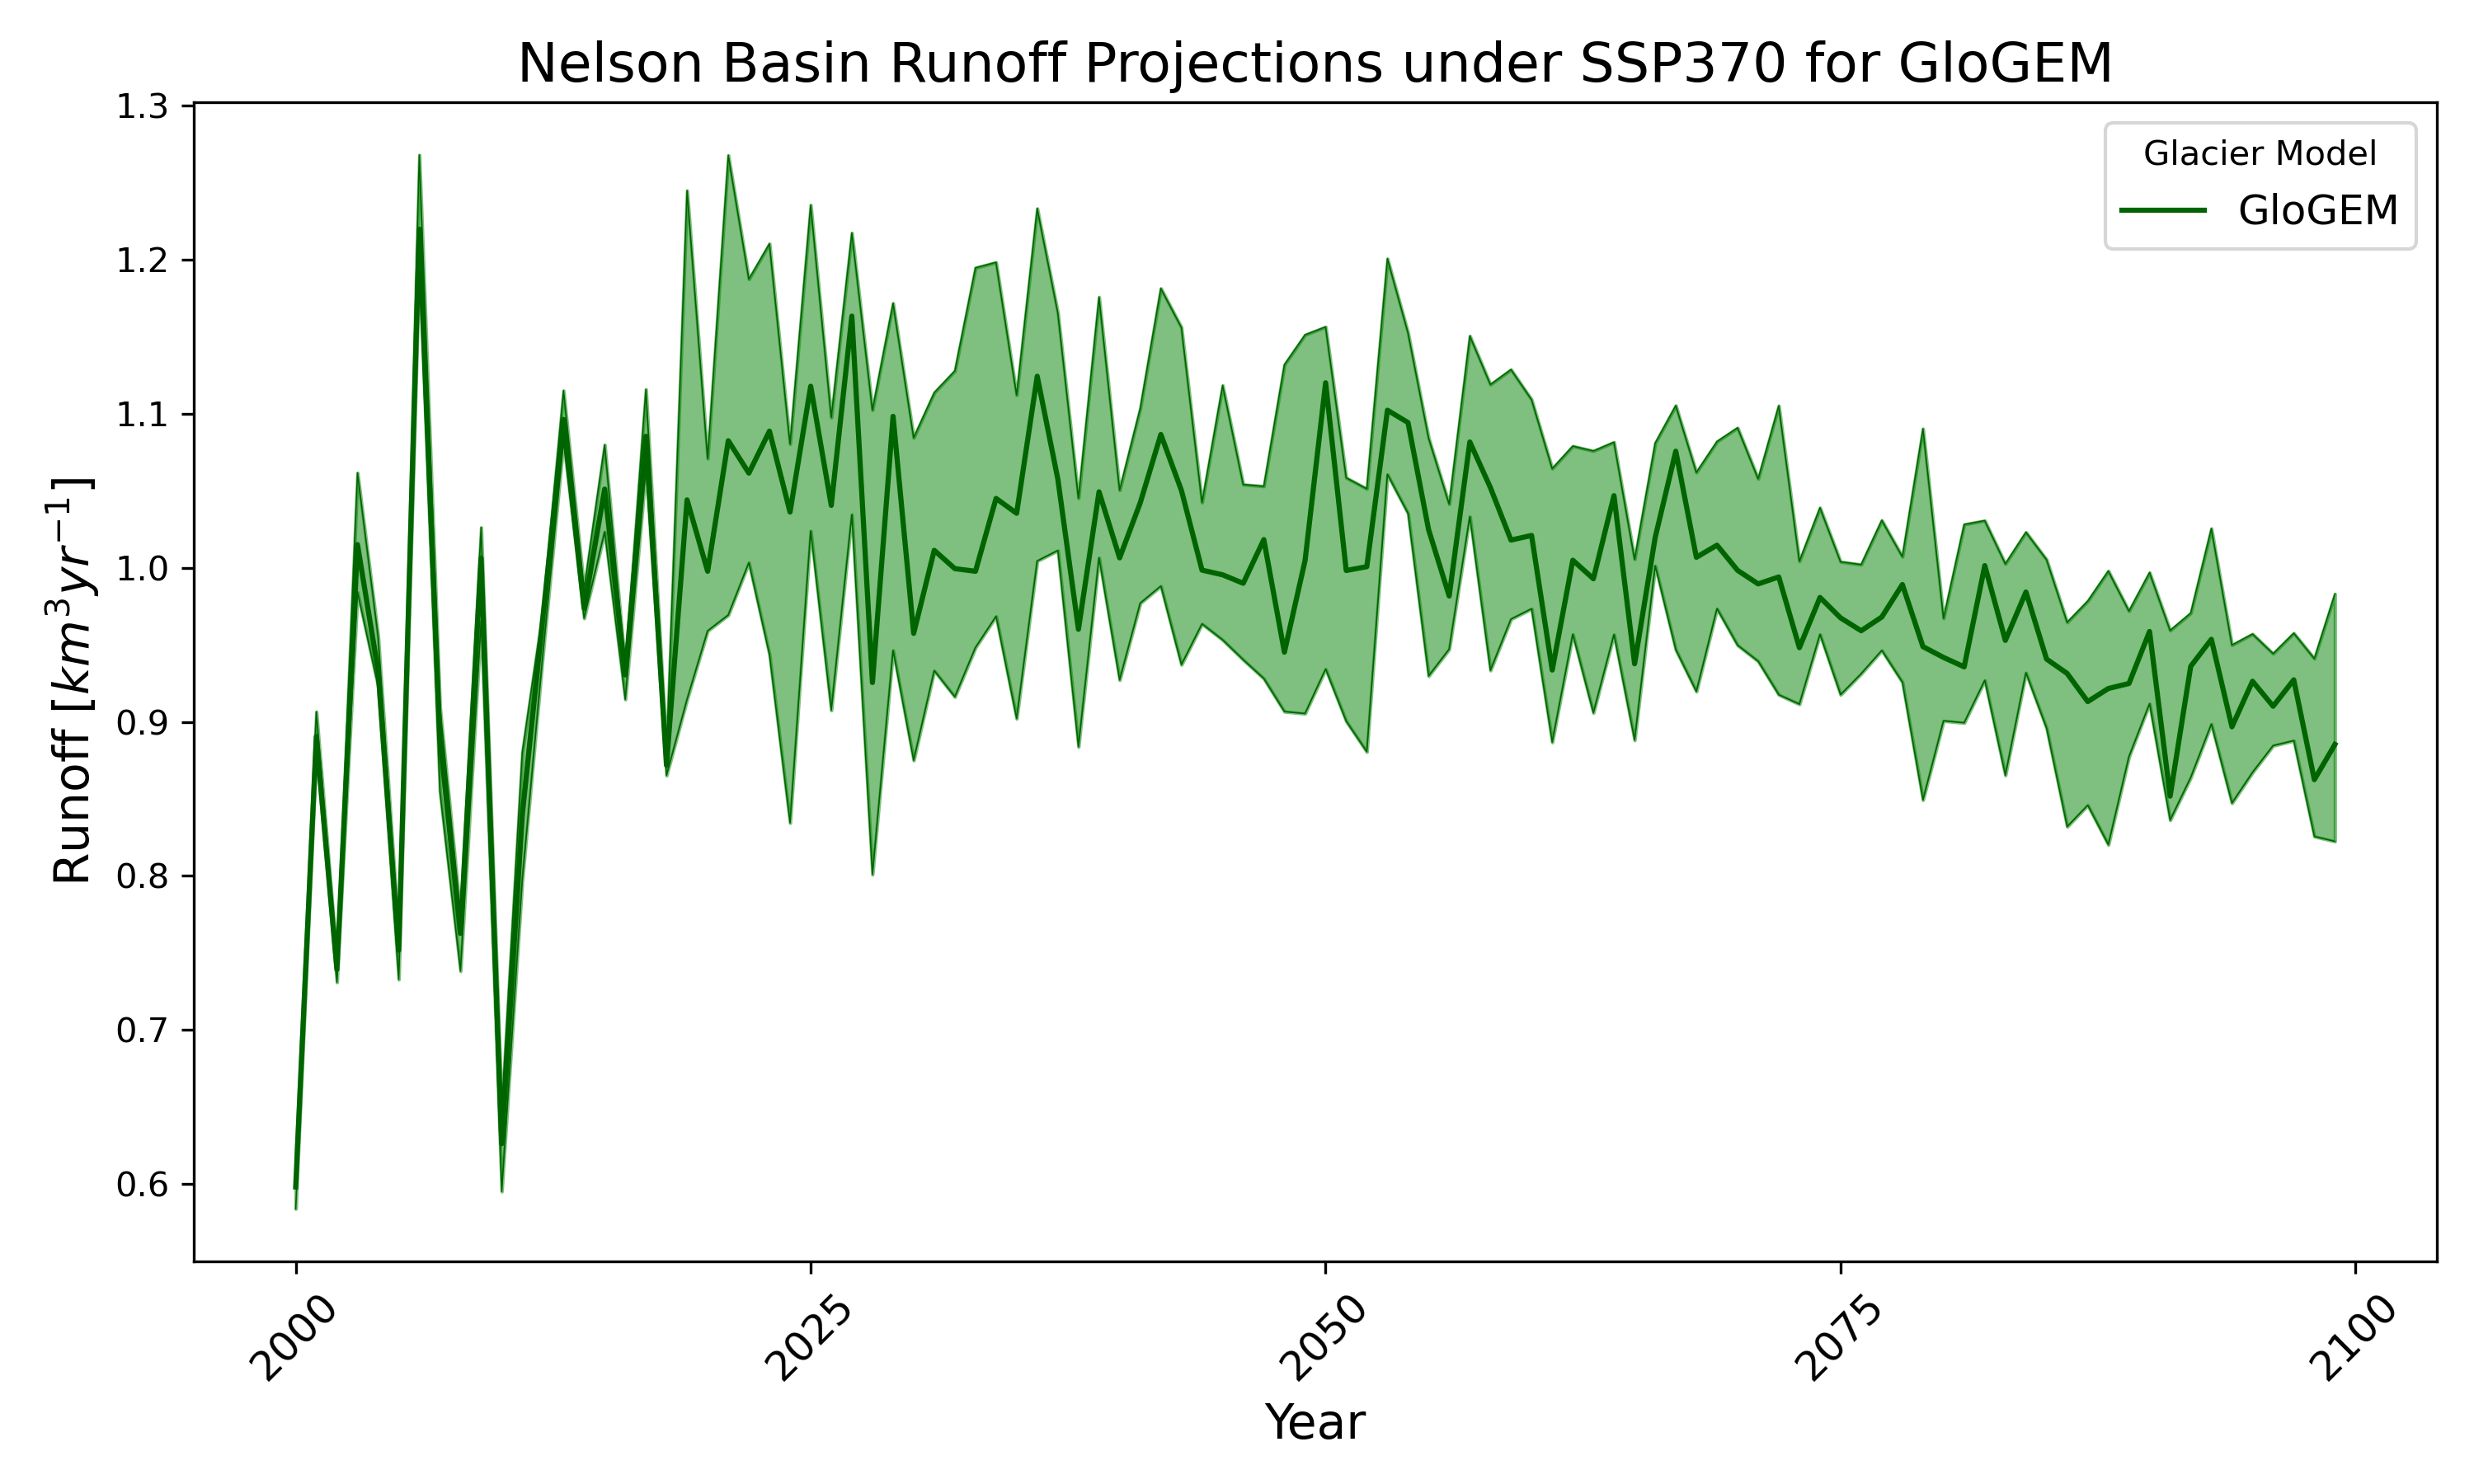 Nelson Basin Runoff Projections under SSP370 for GloGEM
Glacier Model
GloGEM
Runoff [km³yr⁻¹]
1.3
1.2
1.1
1.0
0.9
0.8
0.7
0.6
2000
2025
2050
2075
2100
Year